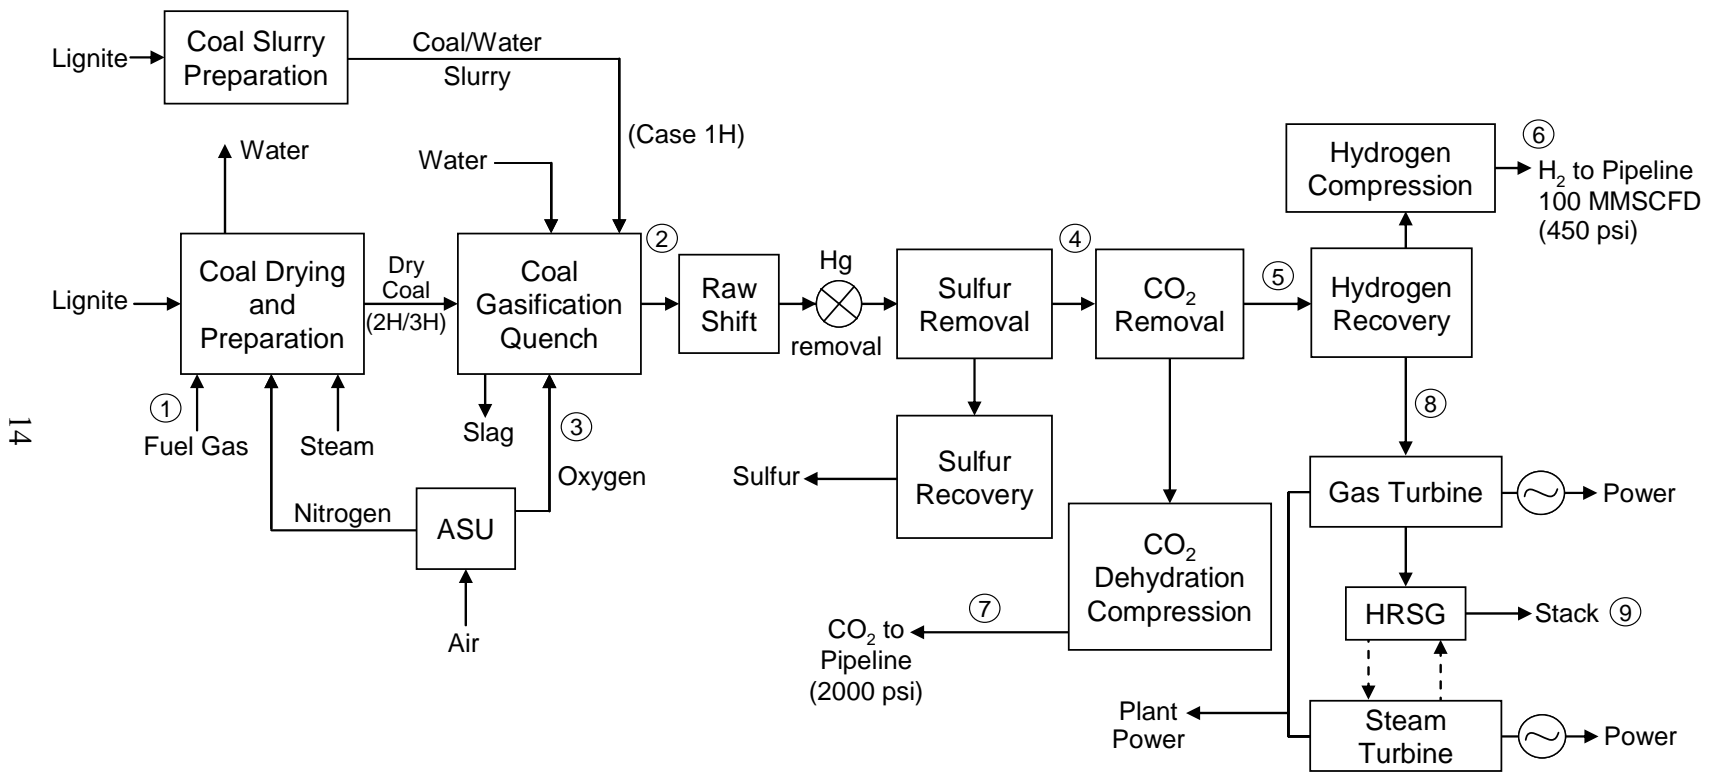 Coal Slurry
Preparation
Lignite
Coal/Water
Slurry
(Case 1H)
Water
Water
Lignite
Coal Drying
and
Preparation
Dry
Coal
(2H/3H)
Coal
Gasification
Quench
2
Raw
Shift
Hg
removal
Sulfur
Removal
4
CO2
Removal
5
Hydrogen
Recovery
Hydrogen
Compression
6
H2 to Pipeline
100 MMSCFD
(450 psi)
1
Fuel Gas
Steam
Slag
3
Oxygen
Nitrogen
ASU
Air
Sulfur
Sulfur
Recovery
CO2
Dehydration
Compression
7
CO2 to
Pipeline
(2000 psi)
8
Gas Turbine
Power
HRSG
Stack
9
Plant
Power
Steam
Turbine
Power
14